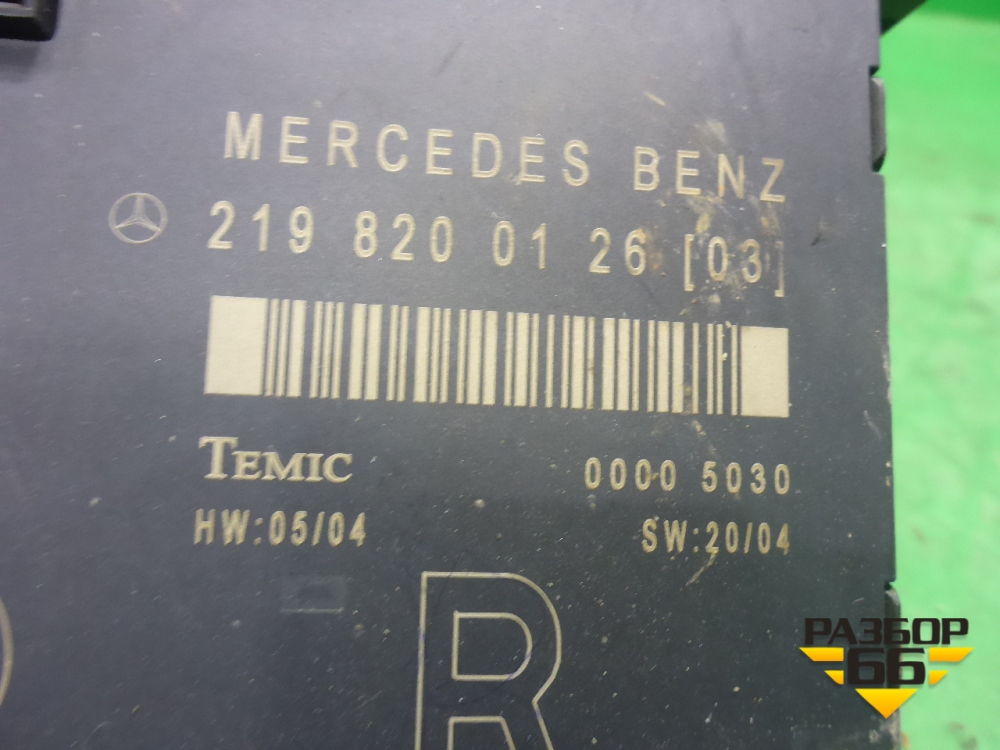 MERCEDES BENZ
219 820 01 26 [03]
TEMIC
0000 5030
HW:05/04
SW:20/04
R
РАЗБОР
66